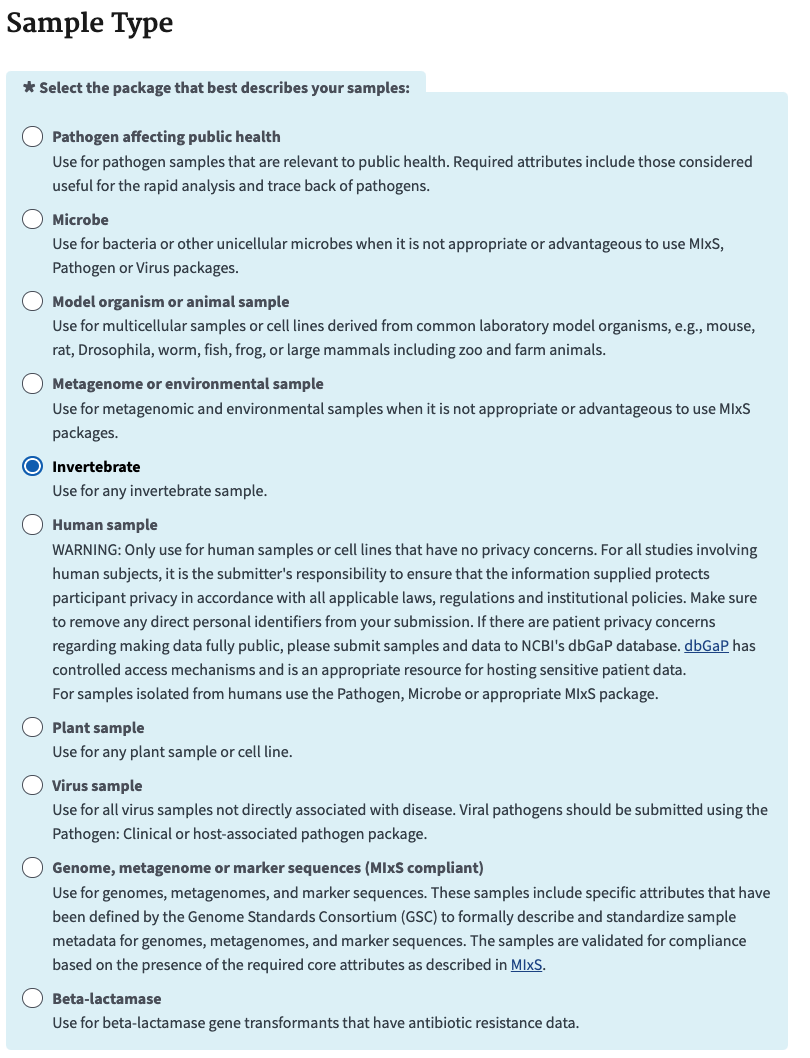 Sample Type
* Select the package that best describes your samples:
Pathogen affecting public health
Use for pathogen samples that are relevant to public health. Required attributes include those considered
useful for the rapid analysis and trace back of pathogens.
Microbe
Use for bacteria or other unicellular microbes when it is not appropriate or advantageous to use MIxS,
Pathogen or Virus packages.
Model organism or animal sample
Use for multicellular samples or cell lines derived from common laboratory model organisms, e.g., mouse,
rat, Drosophila, worm, fish, frog, or large mammals including zoo and farm animals.
Metagenome or environmental sample
Use for metagenomic and environmental samples when it is not appropriate or advantageous to use MIxS
packages.
Invertebrate
Use for any invertebrate sample.
Human sample
WARNING: Only use for human samples or cell lines that have no privacy concerns. For all studies involving
human subjects, it is the submitter's responsibility to ensure that the information supplied protects
participant privacy in accordance with all applicable laws, regulations and institutional policies. Make sure
to remove any direct personal identifiers from your submission. If there are patient privacy concerns
regarding making data fully public, please submit samples and data to NCBI's dbGaP database. dbGaP has
controlled access mechanisms and is an appropriate resource for hosting sensitive patient data.
For samples isolated from humans use the Pathogen, Microbe or appropriate MIxS package.
Plant sample
Use for any plant sample or cell line.
Virus sample
Use for all virus samples not directly associated with disease. Viral pathogens should be submitted using the
Pathogen: Clinical or host-associated pathogen package.
Genome, metagenome or marker sequences (MIxS compliant)
Use for genomes, metagenomes, and marker sequences. These samples include specific attributes that have
been defined by the Genome Standards Consortium (GSC) to formally describe and standardize sample
metadata for genomes, metagenomes, and marker sequences. The samples are validated for compliance
based on the presence of the required core attributes as described in MIxS.
Beta-lactamase
Use for beta-lactamase gene transformants that have antibiotic resistance data.